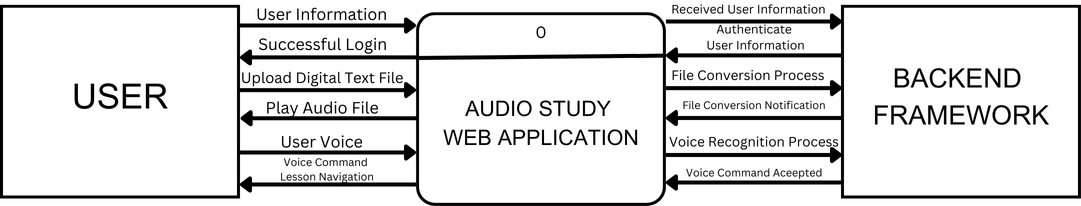 USER
User Information
Successful Login
Upload Digital Text File
Play Audio File
User Voice
Voice Command
Lesson Navigation
0
AUDIO STUDY
WEB APPLICATION
Received User Information
Authenticate
User Information
File Conversion Process
File Conversion Notification
Voice Recognition Process
Voice Command Aceepted
BACKEND
FRAMEWORK